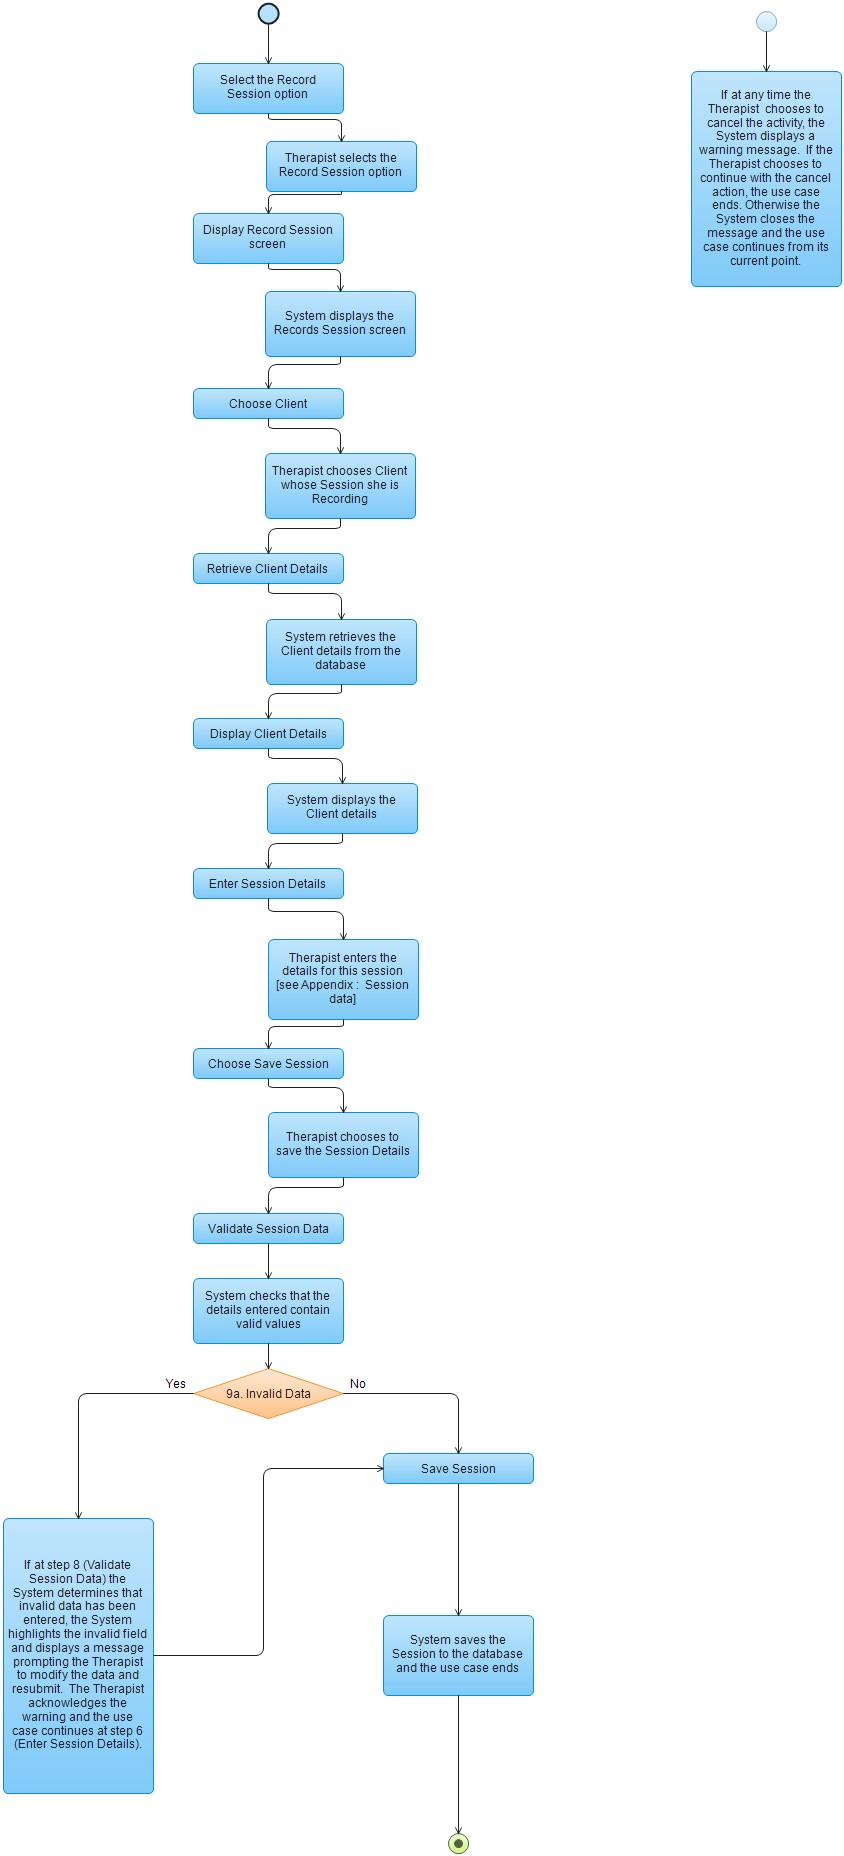 Select the Record
Session option
Therapist selects the
Record Session option
Display Record Session
screen
System displays the
Records Session screen
Choose Client
Therapist chooses Client
whose Session she is
Recording
Retrieve Client Details
System retrieves the
Client details from the
database
Display Client Details
System displays the
Client details
Enter Session Details
Therapist enters the
details for this session
[see Appendix :  Session
data]
Choose Save Session
Therapist chooses to
save the Session Details
Validate Session Data
System checks that the
details entered contain
valid values
Yes
9a. Invalid Data
No
Save Session
If at step 8 (Validate
Session Data) the
System determines that
invalid data has been
entered, the System
highlights the invalid field
and displays a message
prompting the Therapist
to modify the data and
resubmit.  The Therapist
acknowledges the
warning and the use
case continues at step 6
(Enter Session Details).
System saves the
Session to the database
and the use case ends
If at any time the
Therapist  chooses to
cancel the activity, the
System displays a
warning message.  If the
Therapist chooses to
continue with the cancel
action, the use case
ends. Otherwise the
System closes the
message and the use
case continues from its
current point.